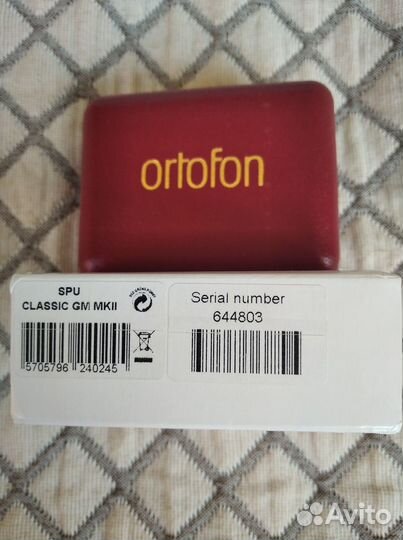 ortofon
SPU
CLASSIC GM MKII
5705796 240245
Serial number
644803
Avito